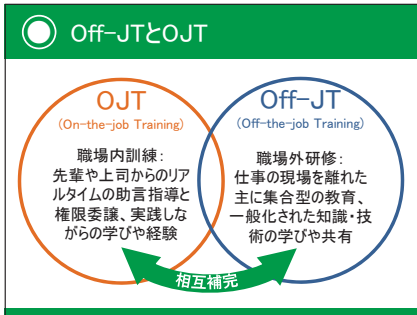 Off-JTとOJT
OJT
(On-the-job Training)
職場内訓練：
先輩や上司からのリア
ルタイムの助言指導と
権限委譲、実践しな
がらの学びや経験
Off-JT
(Off-the-job Training)
職場外研修：
仕事の現場を離れた
主に集合型の教育、
一般化された知識・技
術の学びや共有
相互補完